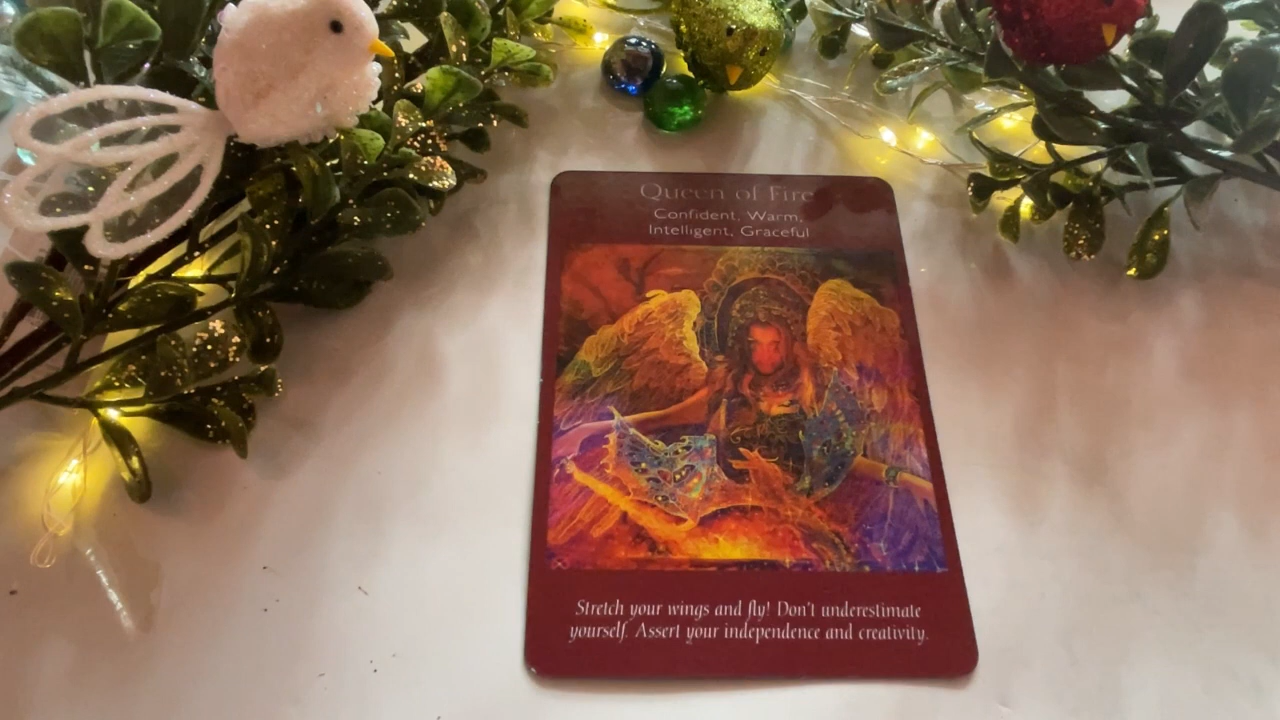 Queen of Fire
Confident, Warm,
Intelligent, Graceful
Stretch your wings and fly! Don't underestimate
yourself. Assert your independence and creativity.